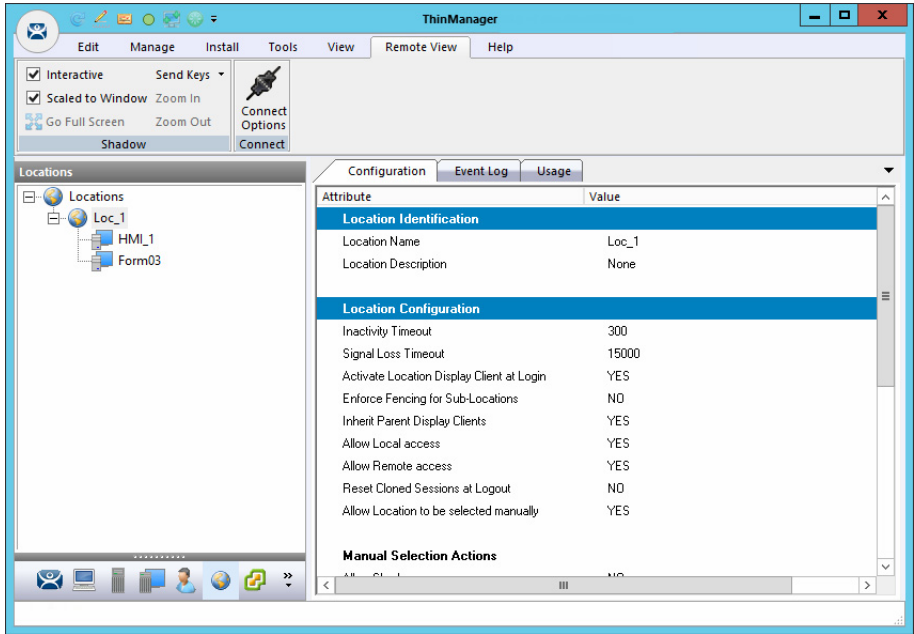 ThinManager
Edit Manage Install Tools View Remote View Help
Interactive Send Keys
Scaled to Window Zoom In
Go Full Screen Zoom Out
Connect Options
Shadow Connect
Locations
Configuration Event Log Usage
Locations
Loc_1
HMI_1
Form03
Attribute Value
Location Identification
Location Name Loc_1
Location Description None
Location Configuration
Inactivity Timeout 300
Signal Loss Timeout 15000
Activate Location Display Client at Login YES
Enforce Fencing for Sub-Locations NO
Inherit Parent Display Clients YES
Allow Local access YES
Allow Remote access YES
Reset Cloned Sessions at Logout NO
Allow Location to be selected manually YES
Manual Selection Actions